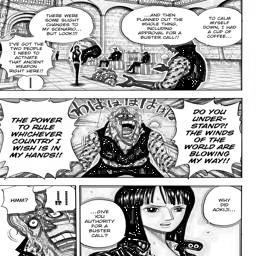 TO CALM
MYSELF
DOWN, I HAD
A CUP OF
COFFEE...
AND THEN
PLANNED OUT THE
WHOLE THING,
INCLUDING
APPROVAL FOR A
BUSTER CALL!!
THERE WERE
SOME SLIGHT
CHANGES TO
MY SCENARIO...
BUT LOOK!!
I'VE GOT THE
TWO PEOPLE
I NEED TO
ACTIVATE
THAT ANCIENT
WEAPON
RIGHT HERE!!
DO YOU
UNDER-
STAND?!
THE WINDS
OF THE
WORLD ARE
BLOWING
MY WAY!!
THE POWER
TO RULE
WHICHEVER
COUNTRY I
WISH IS IN
MY HANDS!!
WHY
DID
AOKIJI...
...GIVE
YOU
AUTHORITY
FOR A
BUSTER
CALL?
!!
HMM?